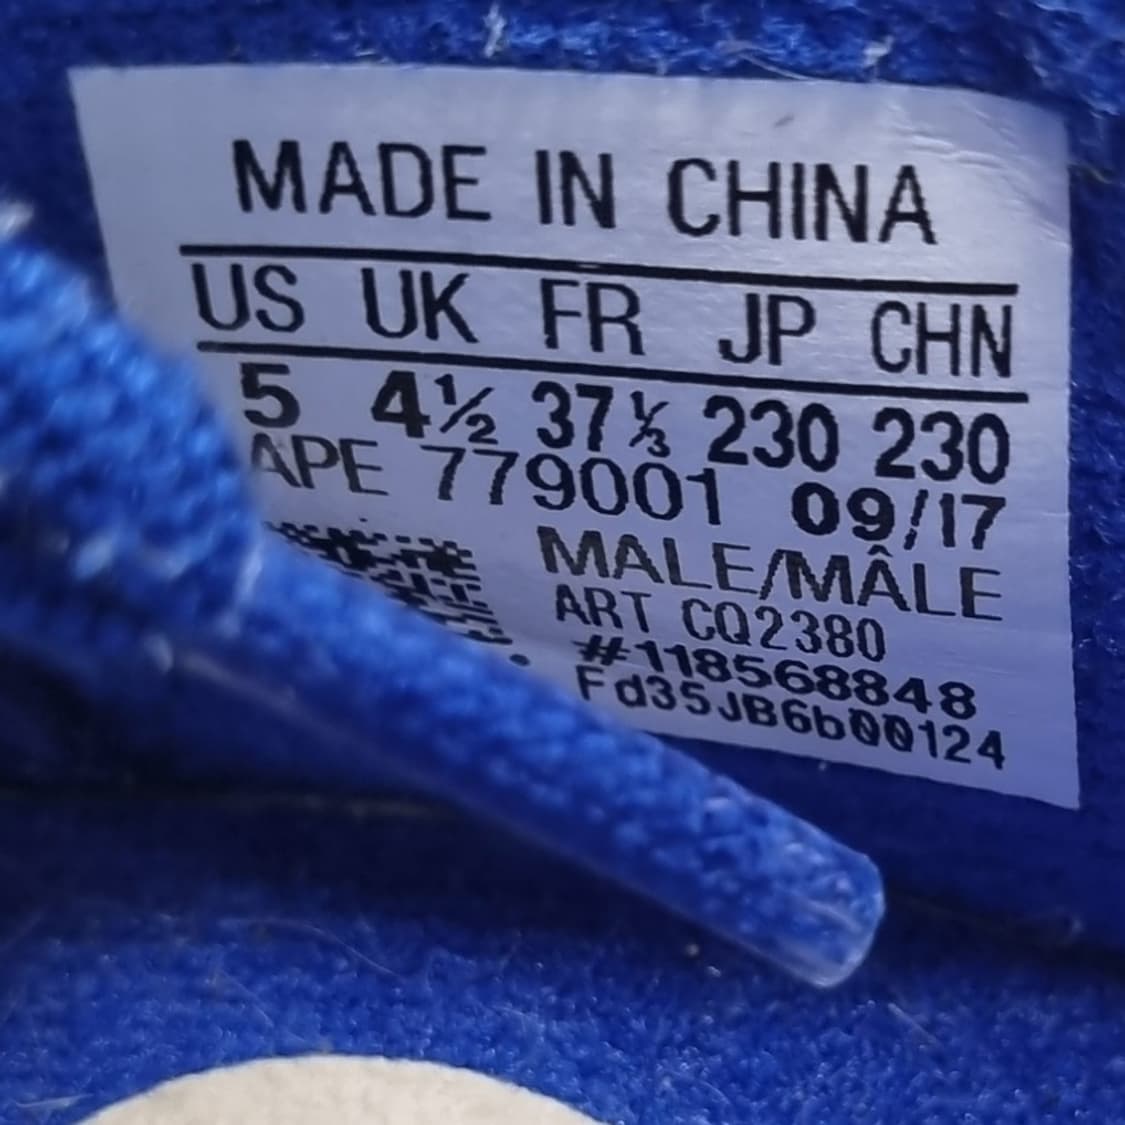 MADE IN CHINA
US UK FR JP CHN
5 4½ 37⅓ 230 230
APE 779001 09/17
MALE/MÂLE
ART CQ2380
#118568848
Fd35JB6b00124